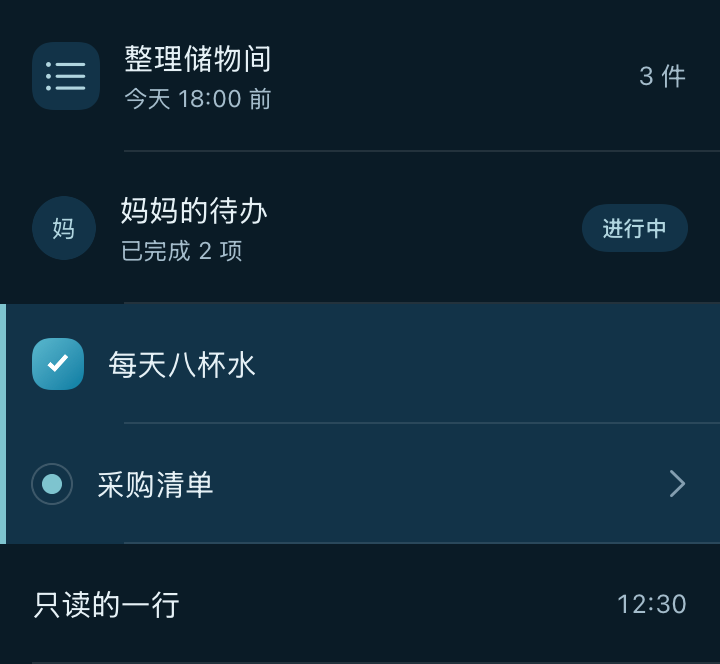 整理储物间
今天 18:00 前
3 件
妈
妈妈的待办
已完成 2 项
进行中
每天八杯水
采购清单
只读的一行
12:30